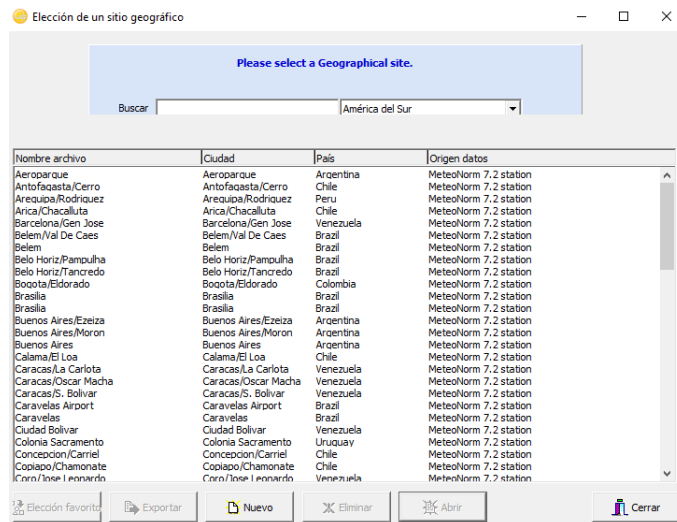 Elección de un sitio geográfico
Please select a Geographical site.
Buscar América del Sur
Nombre archivo Ciudad País Origen datos
Aeroparque Aeroparque Argentina MeteoNorm 7.2 station
Antofagasta/Cerro Antofagasta/Cerro Chile MeteoNorm 7.2 station
Arequipa/Rodriguez Arequipa/Rodriguez Peru MeteoNorm 7.2 station
Arica/Chacalluta Arica/Chacalluta Chile MeteoNorm 7.2 station
Barcelona/Gen Jose Barcelona/Gen Jose Venezuela MeteoNorm 7.2 station
Belem/Val De Caes Belem/Val De Caes Brazil MeteoNorm 7.2 station
Belem Belem Brazil MeteoNorm 7.2 station
Belo Horiz/Pampulha Belo Horiz/Pampulha Brazil MeteoNorm 7.2 station
Belo Horiz/Tancredo Belo Horiz/Tancredo Brazil MeteoNorm 7.2 station
Bogota/Eldorado Bogota/Eldorado Colombia MeteoNorm 7.2 station
Brasilia Brasilia Brazil MeteoNorm 7.2 station
Brasilia Brasilia Brazil MeteoNorm 7.2 station
Buenos Aires/Ezeiza Buenos Aires/Ezeiza Argentina MeteoNorm 7.2 station
Buenos Aires/Moron Buenos Aires/Moron Argentina MeteoNorm 7.2 station
Buenos Aires Buenos Aires Argentina MeteoNorm 7.2 station
Calama/El Loa Calama/El Loa Chile MeteoNorm 7.2 station
Caracas/La Carlota Caracas/La Carlota Venezuela MeteoNorm 7.2 station
Caracas/Oscar Macha Caracas/Oscar Macha Venezuela MeteoNorm 7.2 station
Caracas/S. Bolivar Caracas/S. Bolivar Venezuela MeteoNorm 7.2 station
Caravelas Airport Caravelas Airport Brazil MeteoNorm 7.2 station
Caravelas Caravelas Brazil MeteoNorm 7.2 station
Ciudad Bolivar Ciudad Bolivar Venezuela MeteoNorm 7.2 station
Colonia Sacramento Colonia Sacramento Uruguay MeteoNorm 7.2 station
Concepcion/Carriel Concepcion/Carriel Chile MeteoNorm 7.2 station
Copiapo/Chamonate Copiapo/Chamonate Chile MeteoNorm 7.2 station
Coro/Jose Leonardo Coro/Jose Leonardo Venezuela MeteoNorm 7.2 station
Elección favorito Exportar Nuevo Eliminar Abrir Cerrar